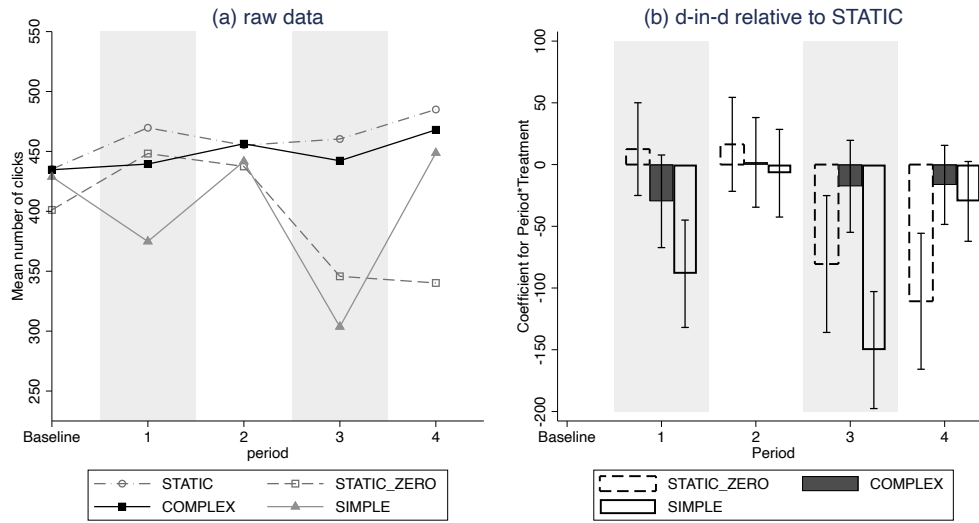 (a) raw data
Mean number of clicks
550
500
450
400
350
300
250
Baseline 1 2 3 4
period
STATIC STATIC_ZERO
COMPLEX SIMPLE
(b) d-in-d relative to STATIC
Coefficient for Period*Treatment
100
50
0
-50
-100
-150
-200
Baseline 1 2 3 4
Period
STATIC_ZERO COMPLEX
SIMPLE